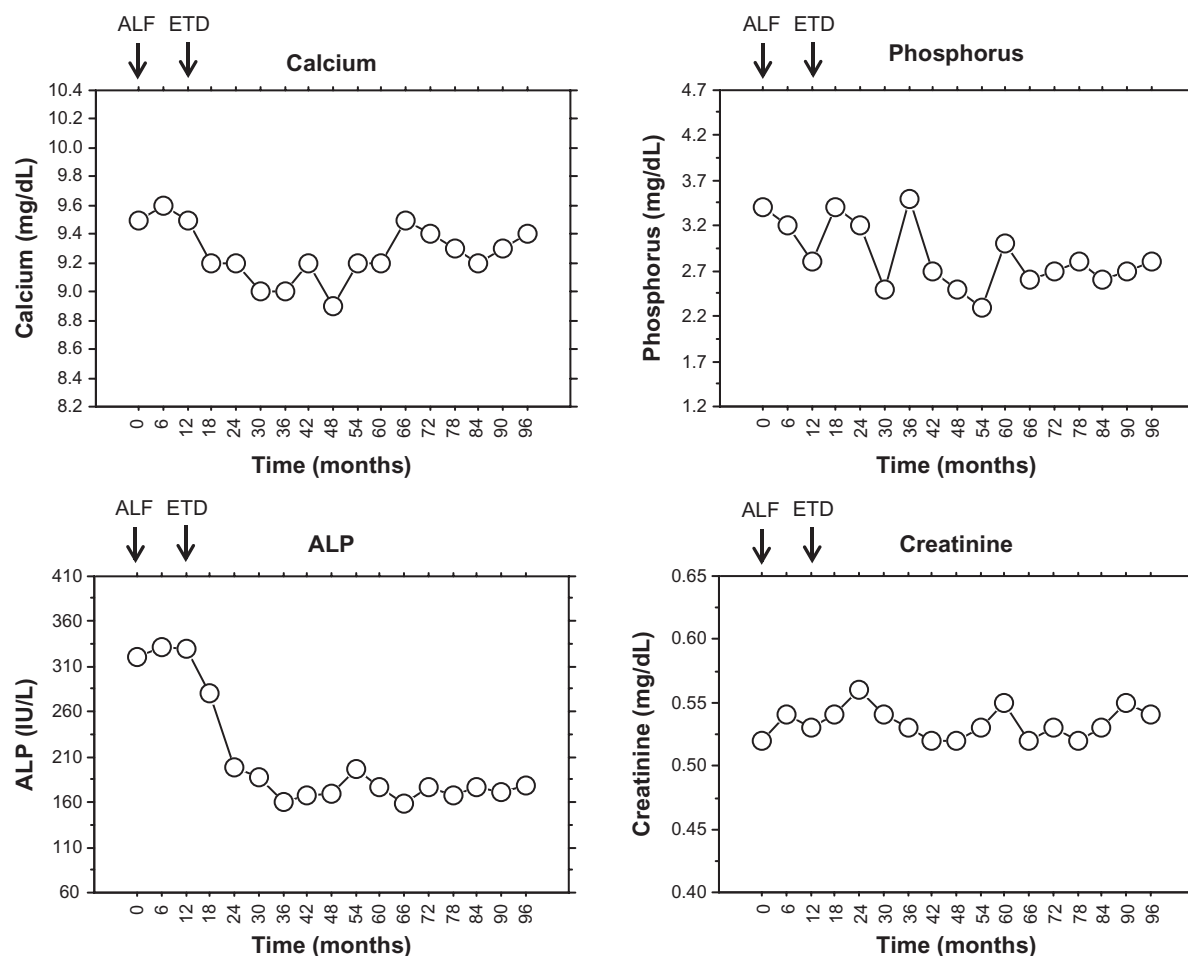 ALF ETD
Calcium
10.4
10.2
10.0
9.8
9.6
9.4
9.2
9.0
8.8
8.6
8.4
8.2
Calcium (mg/dL)
0 6 12 18 24 30 36 42 48 54 60 66 72 78 84 90 96
Time (months)
ALF ETD
Phosphorus
4.7
4.2
3.7
3.2
2.7
2.2
1.7
1.2
Phosphorus (mg/dL)
0 6 12 18 24 30 36 42 48 54 60 66 72 78 84 90 96
Time (months)
ALF ETD
ALP
410
360
310
260
210
160
110
60
ALP (IU/L)
0 6 12 18 24 30 36 42 48 54 60 66 72 78 84 90 96
Time (months)
ALF ETD
Creatinine
0.65
0.60
0.55
0.50
0.45
0.40
Creatinine (mg/dL)
0 6 12 18 24 30 36 42 48 54 60 66 72 78 84 90 96
Time (months)